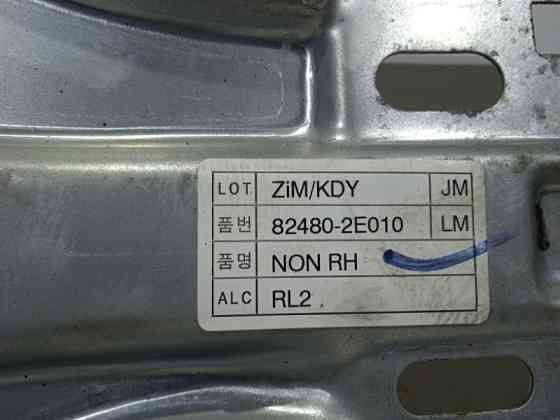 LOT ZiM/KDY JM
품번 82480-2E010 LM
품명 NON RH
ALC RL2